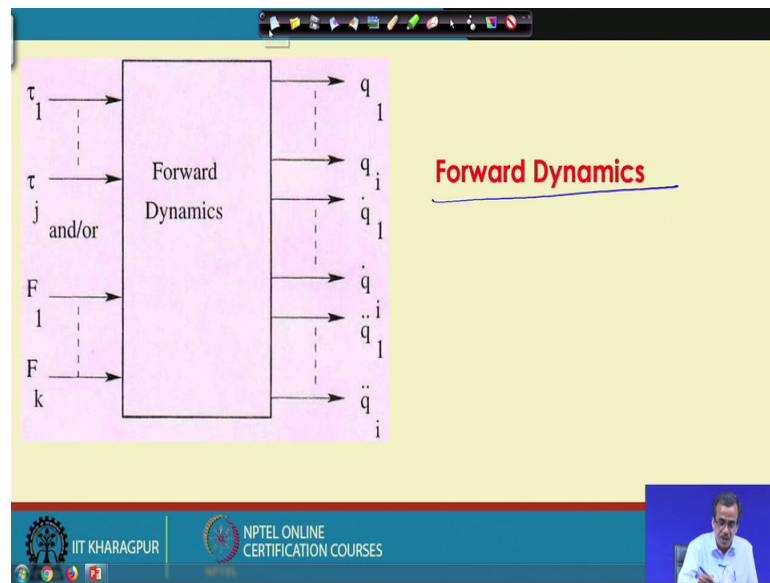 τ
1
τ
j
and/or
F
1
F
k
Forward
Dynamics
q
1
q
i
q̇
1
q̇
i
q̈
1
q̈
i
Forward Dynamics
IIT KHARAGPUR
NPTEL ONLINE
CERTIFICATION COURSES